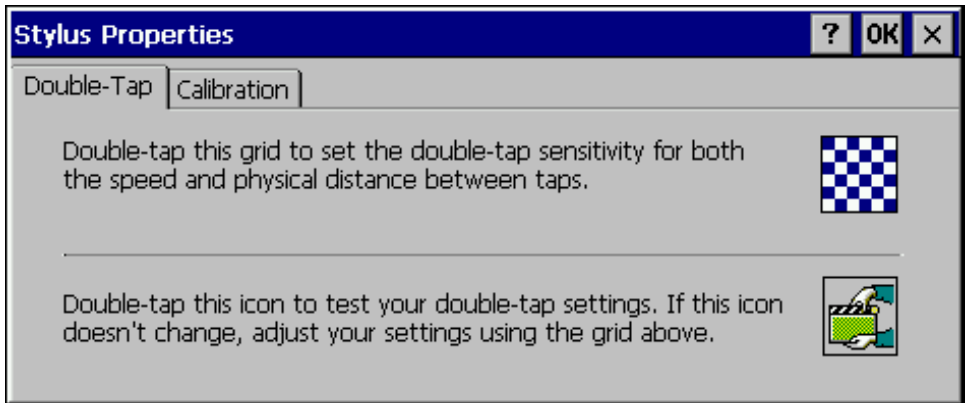 Stylus Properties ? OK ×
Double-Tap Calibration
Double-tap this grid to set the double-tap sensitivity for both
the speed and physical distance between taps.
Double-tap this icon to test your double-tap settings. If this icon
doesn't change, adjust your settings using the grid above.